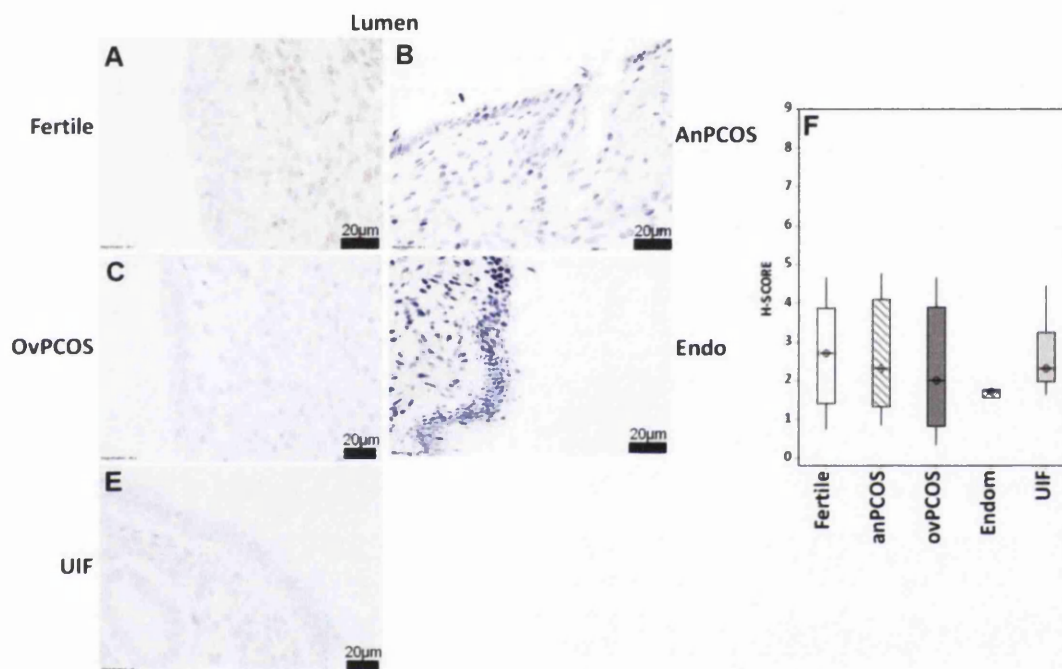 Lumen
A
B
Fertile
AnPCOS
20µm
20µm
C
OvPCOS
Endo
20µm
20µm
E
UIF
20µm
F
H-SCORE
9
8
7
6
5
4
3
2
1
0
Fertile
anPCOS
ovPCOS
Endom
UIF